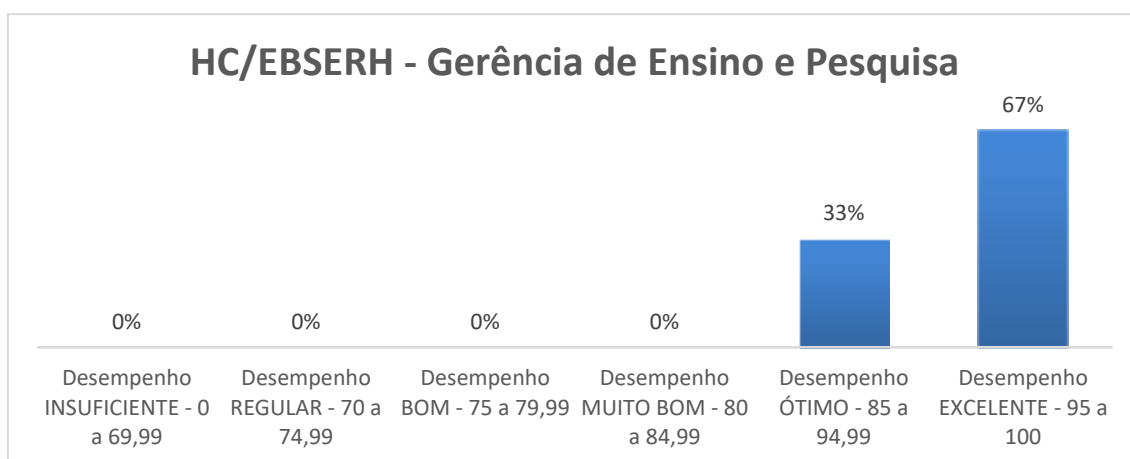 HC/EBSERH - Gerência de Ensino e Pesquisa
67%
33%
0%
0%
0%
0%
Desempenho
INSUFICIENTE - 0
a 69,99
Desempenho
REGULAR - 70 a
74,99
Desempenho
BOM - 75 a 79,99
Desempenho
MUITO BOM - 80
a 84,99
Desempenho
ÓTIMO - 85 a
94,99
Desempenho
EXCELENTE - 95 a
100